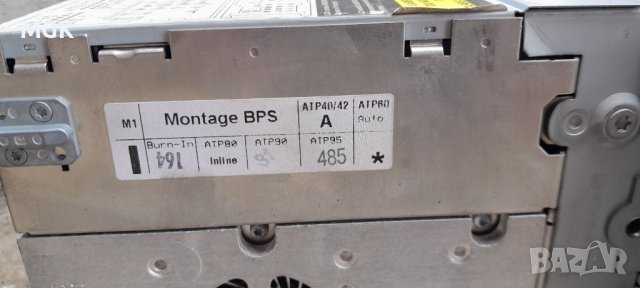 MGK
M1 Montage BPS ATP40/42 A ATP60 Auto
Burn-In 164 ATP80 Inline ATP90 ATP95 485 *
BAZAR